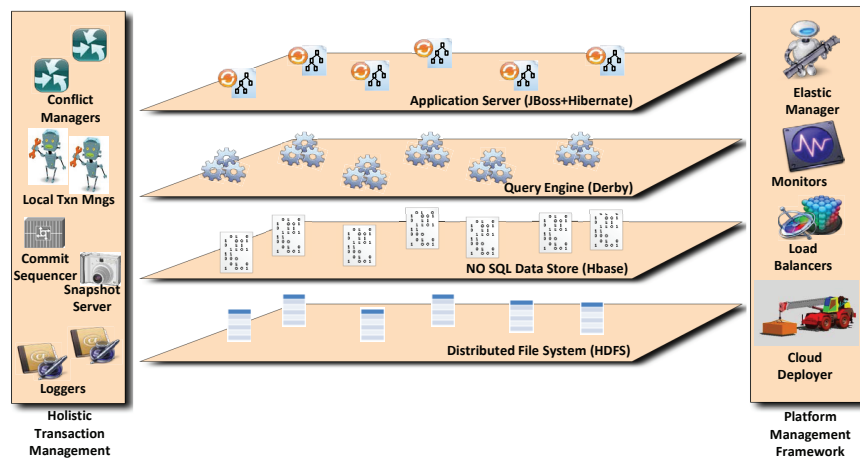 Conflict
Managers
Local Txn Mngs
Commit
Sequencer
Snapshot
Server
Loggers
Holistic
Transaction
Management
Application Server (JBoss+Hibernate)
Query Engine (Derby)
NO SQL Data Store (Hbase)
Distributed File System (HDFS)
Elastic
Manager
Monitors
Load
Balancers
Cloud
Deployer
Platform
Management
Framework